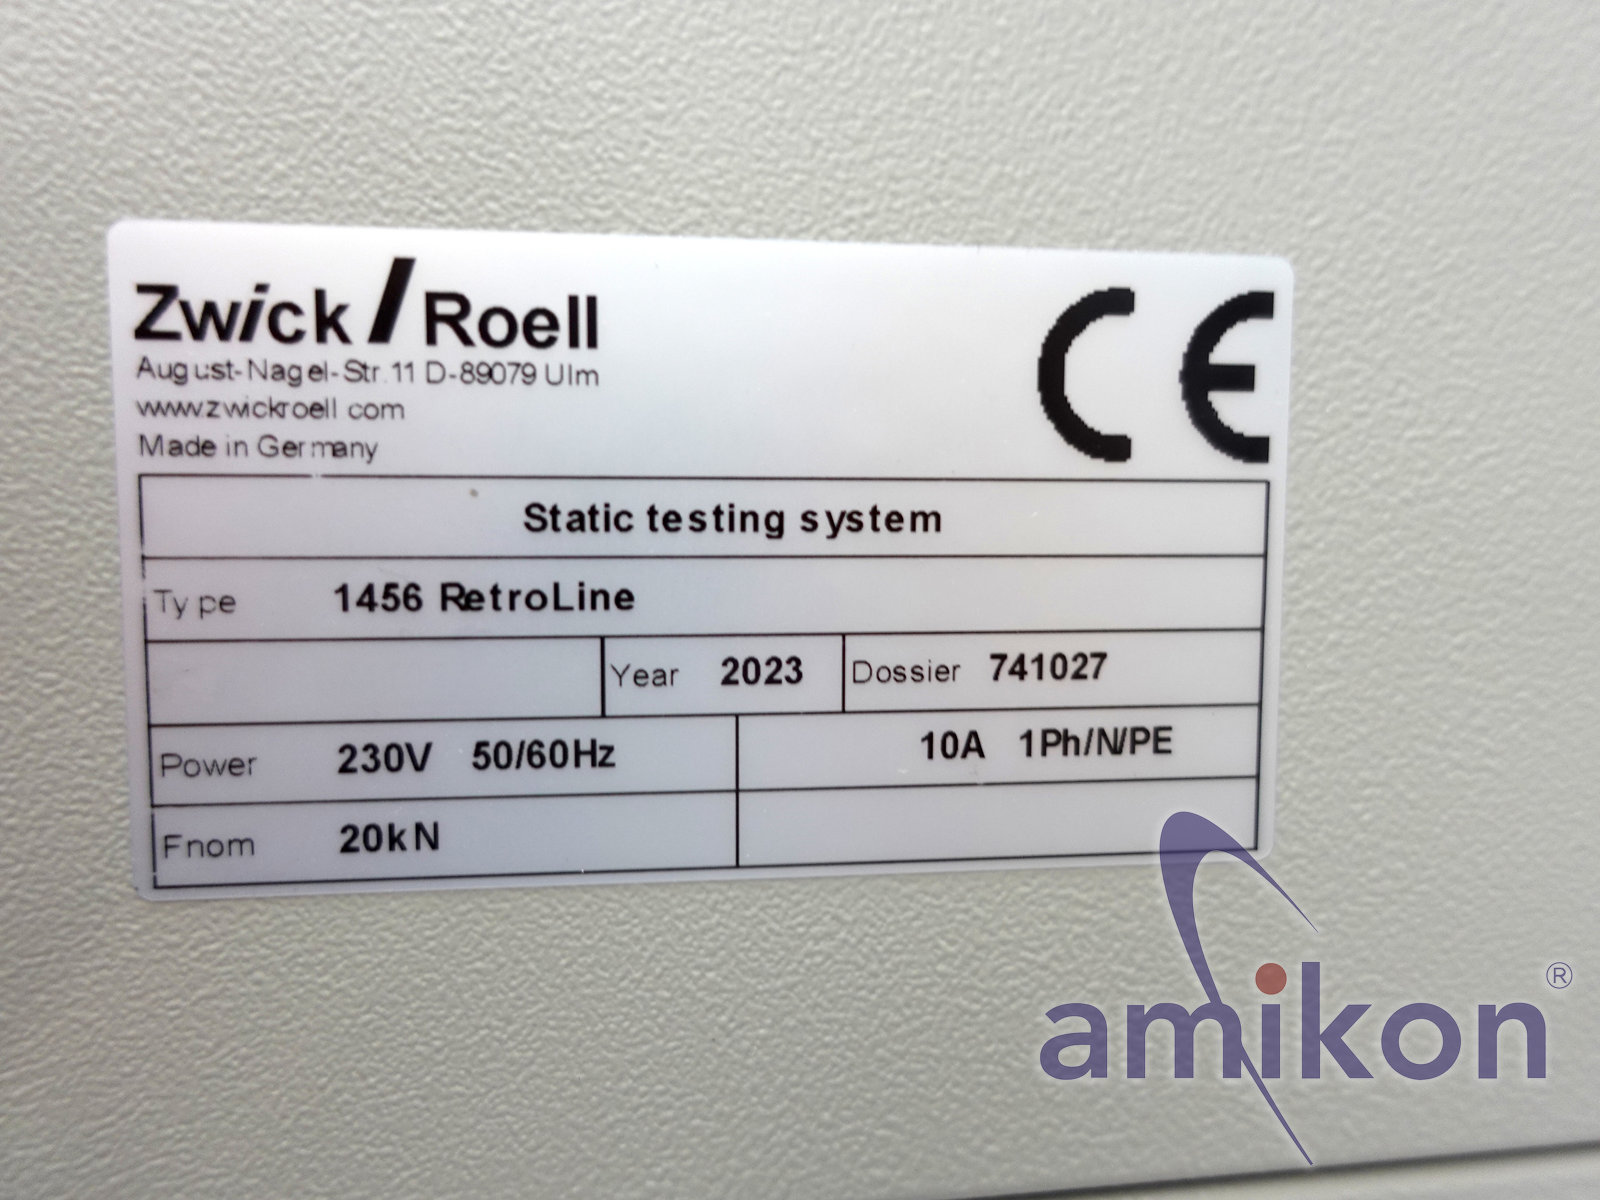 Zwick / Roell
August-Nagel-Str. 11 D-89079 Ulm
www.zwickroell.com
Made in Germany
CE
Static testing system
Type 1456 RetroLine
Year 2023 Dossier 741027
Power 230V 50/60Hz 10A 1Ph/N/PE
Fnom 20kN
amikon®